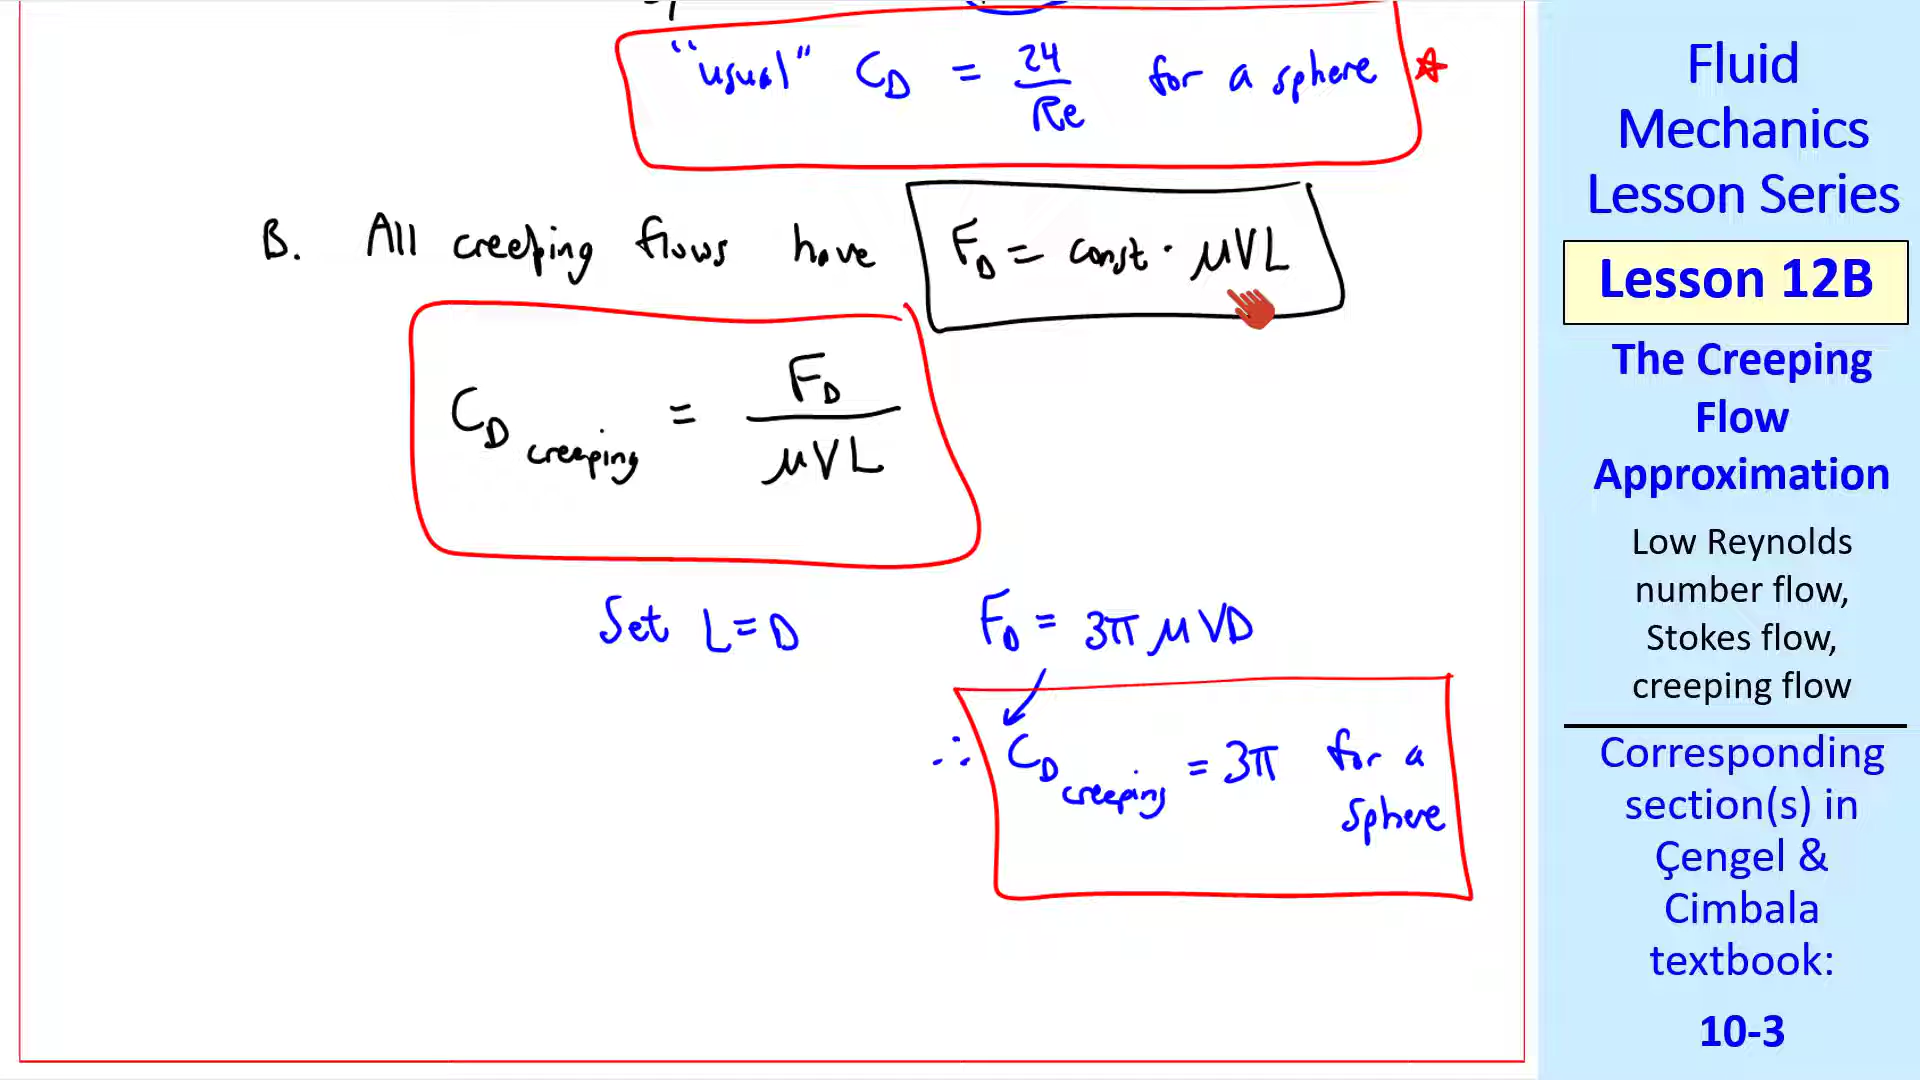 "usual" C_D = 24/Re for a sphere ☆
B. All creeping flows have F_D = const · μVL
C_D creeping = F_D/μVL
Set L=D F_D = 3π μVD
∴ C_D creeping = 3π for a
sphere
Fluid
Mechanics
Lesson Series
Lesson 12B
The Creeping
Flow
Approximation
Low Reynolds
number flow,
Stokes flow,
creeping flow
Corresponding
section(s) in
Çengel &
Cimbala
textbook:
10-3